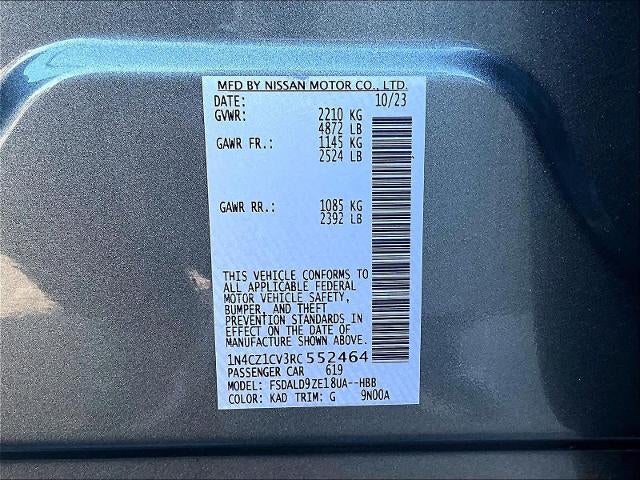 MFD BY NISSAN MOTOR CO., LTD.
DATE: 10/23
GVWR: 2210 KG
4872 LB
GAWR FR.: 1145 KG
2524 LB
GAWR RR.: 1085 KG
2392 LB
THIS VEHICLE CONFORMS TO
ALL APPLICABLE FEDERAL
MOTOR VEHICLE SAFETY,
BUMPER, AND THEFT
PREVENTION STANDARDS IN
EFFECT ON THE DATE OF
MANUFACTURE SHOWN ABOVE.
1N4CZ1CV3RC552464
PASSENGER CAR 619
MODEL: FSDALD9ZE18UA--HBB
COLOR: KAD TRIM: G 9N00A